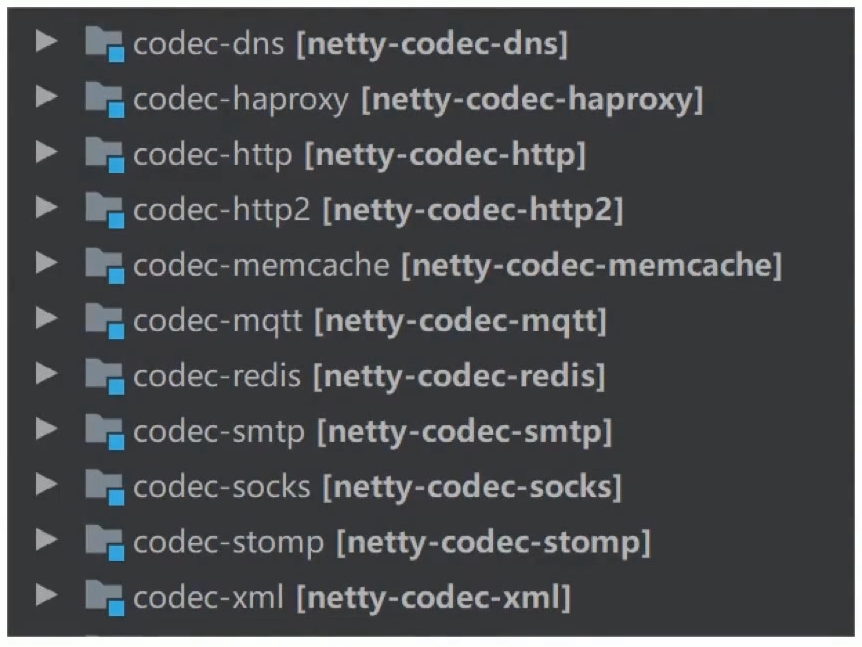 codec-dns [netty-codec-dns]
codec-haproxy [netty-codec-haproxy]
codec-http [netty-codec-http]
codec-http2 [netty-codec-http2]
codec-memcache [netty-codec-memcache]
codec-mqtt [netty-codec-mqtt]
codec-redis [netty-codec-redis]
codec-smtp [netty-codec-smtp]
codec-socks [netty-codec-socks]
codec-stomp [netty-codec-stomp]
codec-xml [netty-codec-xml]